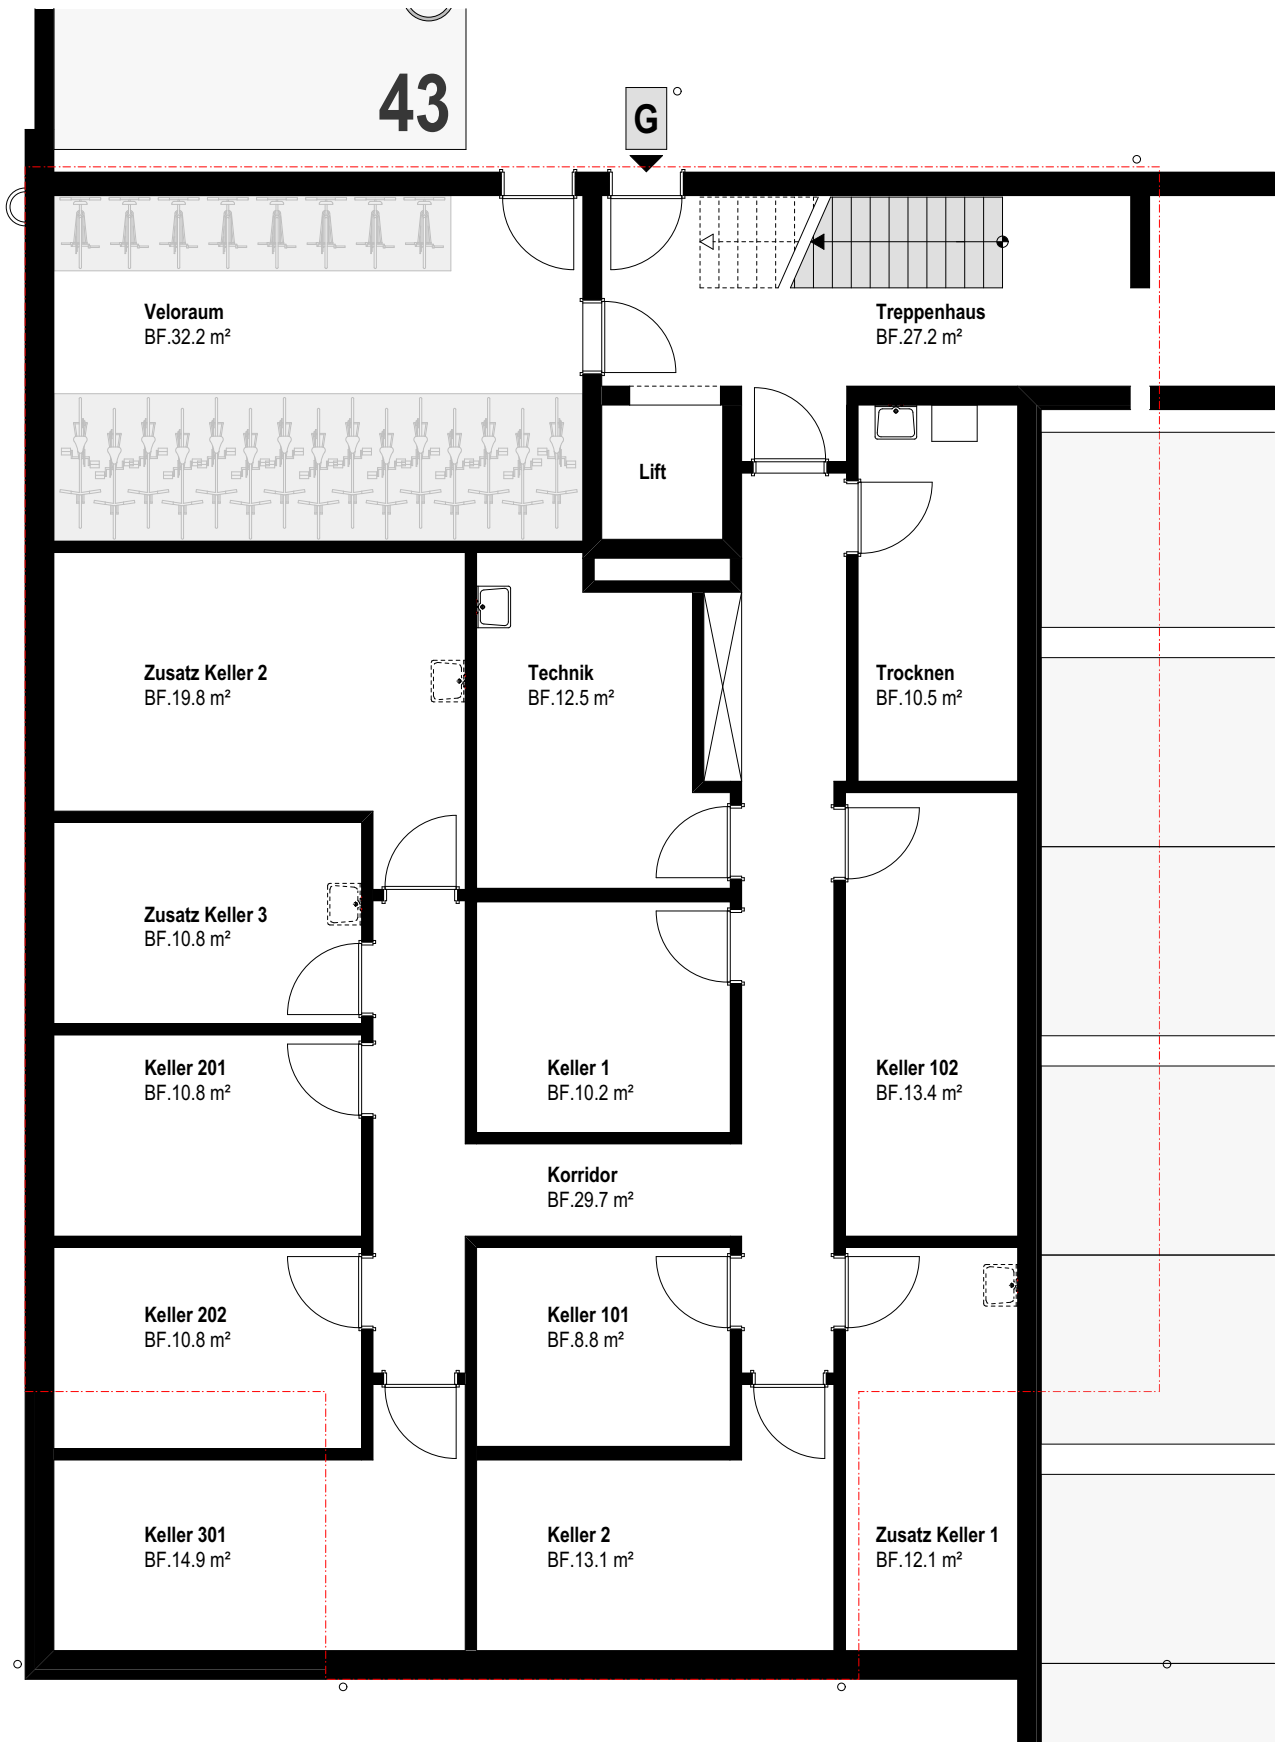 43
G
Veloraum
BF.32.2 m²
Treppenhaus
BF.27.2 m²
Lift
Zusatz Keller 2
BF.19.8 m²
Technik
BF.12.5 m²
Trocknen
BF.10.5 m²
Zusatz Keller 3
BF.10.8 m²
Keller 201
BF.10.8 m²
Keller 1
BF.10.2 m²
Keller 102
BF.13.4 m²
Korridor
BF.29.7 m²
Keller 202
BF.10.8 m²
Keller 101
BF.8.8 m²
Keller 301
BF.14.9 m²
Keller 2
BF.13.1 m²
Zusatz Keller 1
BF.12.1 m²